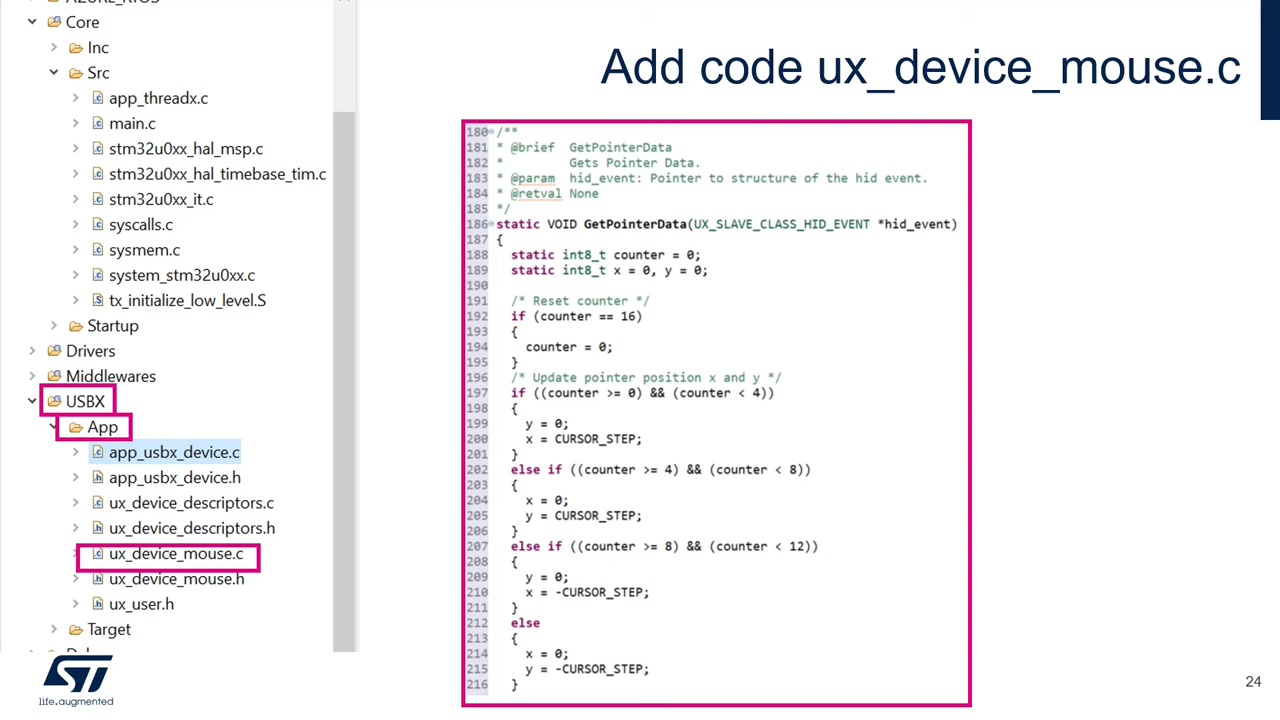 AZURE_RTOS
Core
Inc
Src
app_threadx.c
main.c
stm32u0xx_hal_msp.c
stm32u0xx_hal_timebase_tim.c
stm32u0xx_it.c
syscalls.c
sysmem.c
system_stm32u0xx.c
tx_initialize_low_level.S
Startup
Drivers
Middlewares
USBX
App
app_usbx_device.c
app_usbx_device.h
ux_device_descriptors.c
ux_device_descriptors.h
ux_device_mouse.c
ux_device_mouse.h
ux_user.h
Target
ST
life.augmented
Add code ux_device_mouse.c
180 /**
181 * @brief GetPointerData
182 * Gets Pointer Data.
183 * @param hid_event: Pointer to structure of the hid event.
184 * @retval None
185 */
186 static VOID GetPointerData(UX_SLAVE_CLASS_HID_EVENT *hid_event)
187 {
188 static int8_t counter = 0;
189 static int8_t x = 0, y = 0;
190
191 /* Reset counter */
192 if (counter == 16)
193 {
194 counter = 0;
195 }
196 /* Update pointer position x and y */
197 if ((counter >= 0) && (counter < 4))
198 {
199 y = 0;
200 x = CURSOR_STEP;
201 }
202 else if ((counter >= 4) && (counter < 8))
203 {
204 x = 0;
205 y = CURSOR_STEP;
206 }
207 else if ((counter >= 8) && (counter < 12))
208 {
209 y = 0;
210 x = -CURSOR_STEP;
211 }
212 else
213 {
214 x = 0;
215 y = -CURSOR_STEP;
216 }
24